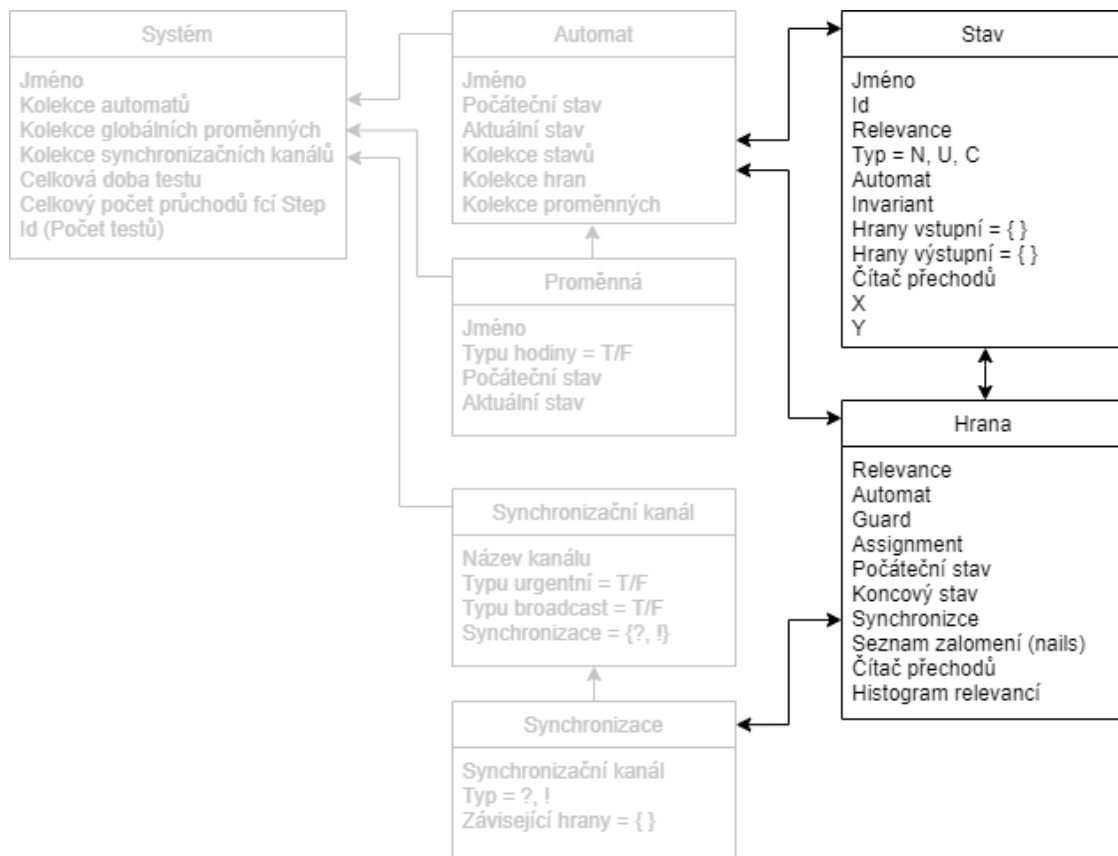 Systém
Jméno
Kolekce automatů
Kolekce globálních proměnných
Kolekce synchronizačních kanálů
Celková doba testu
Celkový počet průchodů fcí Step
Id (Počet testů)
Automat
Jméno
Počáteční stav
Aktuální stav
Kolekce stavů
Kolekce hran
Kolekce proměnných
Proměnná
Jméno
Typu hodiny = T/F
Počáteční stav
Aktuální stav
Synchronizační kanál
Název kanálu
Typu urgentní = T/F
Typu broadcast = T/F
Synchronizace = {?, !}
Synchronizace
Synchronizační kanál
Typ = ?, !
Závisející hrany = { }
Stav
Jméno
Id
Relevance
Typ = N, U, C
Automat
Invariant
Hrany vstupní = { }
Hrany výstupní = { }
Čítač přechodů
X
Y
Hrana
Relevance
Automat
Guard
Assignment
Počáteční stav
Koncový stav
Synchronizce
Seznam zalomení (nails)
Čítač přechodů
Histogram relevancí